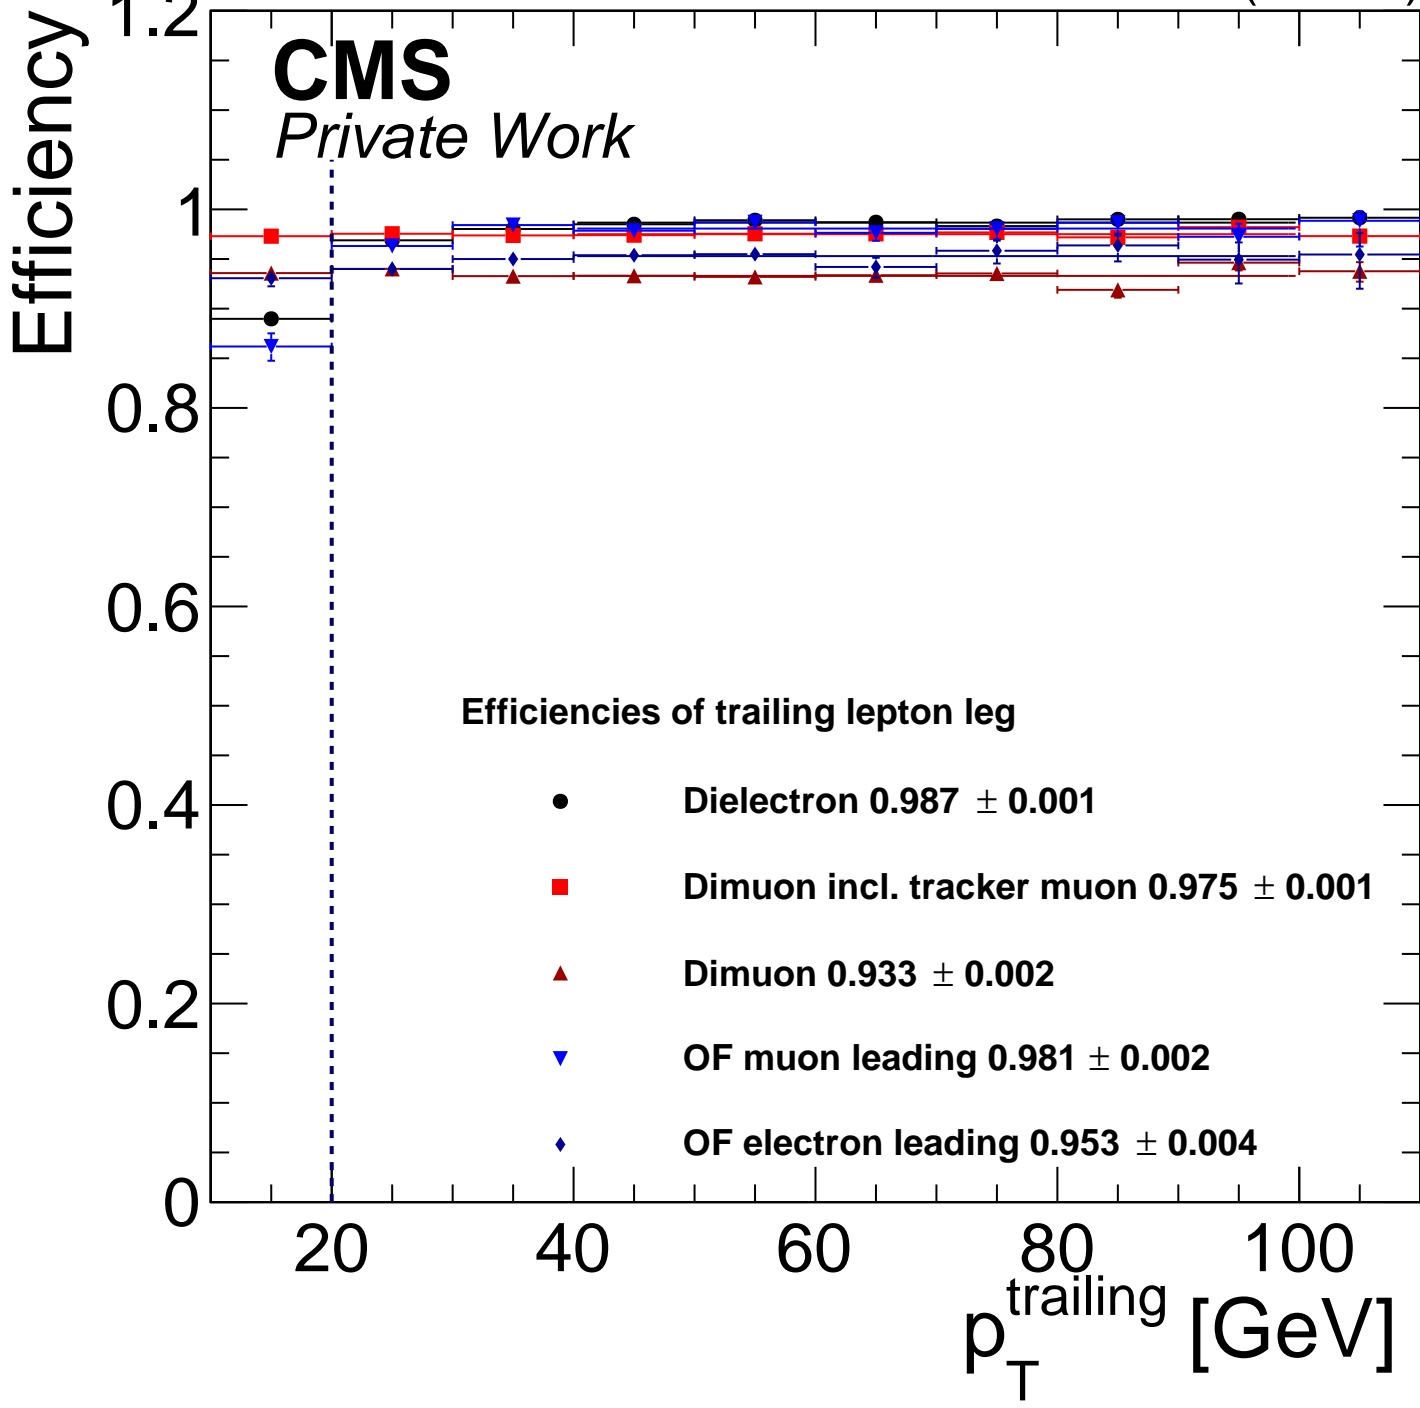 1.2
CMS
Private Work
Efficiency
1
0.8
0.6
0.4
0.2
0
Efficiencies of trailing lepton leg
Dielectron 0.987 ± 0.001
Dimuon incl. tracker muon 0.975 ± 0.001
Dimuon 0.933 ± 0.002
OF muon leading 0.981 ± 0.002
OF electron leading 0.953 ± 0.004
20 40 60 80 100
p_T^trailing [GeV]